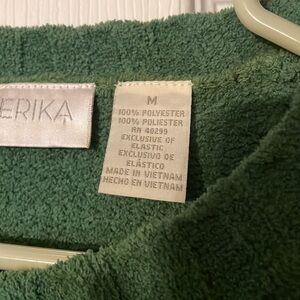 ERIKA
M
100% POLYESTER
100% POLIESTER
RN 40299
EXCLUSIVE OF
ELASTIC
EXCLUSIVO DE
ELÁSTICO
MADE IN VIETNAM
HECHO EN VIETNAM